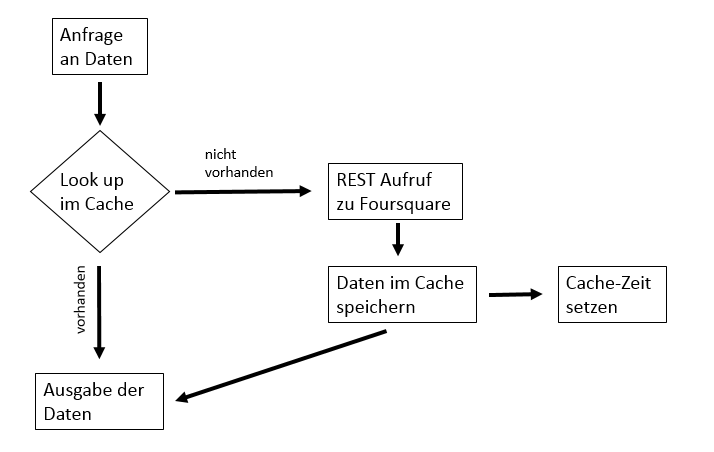 Anfrage
an Daten
Look up
im Cache
nicht
vorhanden
REST Aufruf
zu Foursquare
vorhanden
Daten im Cache
speichern
Cache-Zeit
setzen
Ausgabe der
Daten